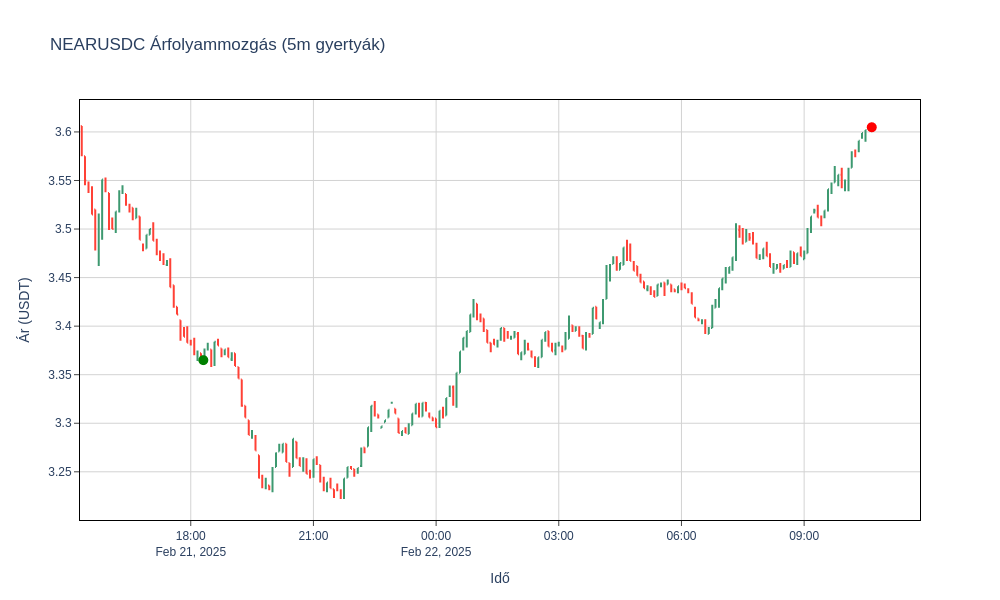 NEARUSDC Árfolyammozgás (5m gyertyák)
3.6
3.55
3.5
3.45
3.4
3.35
3.3
3.25
Ár (USDT)
18:00
Feb 21, 2025
21:00
00:00
Feb 22, 2025
03:00
06:00
09:00
Idő